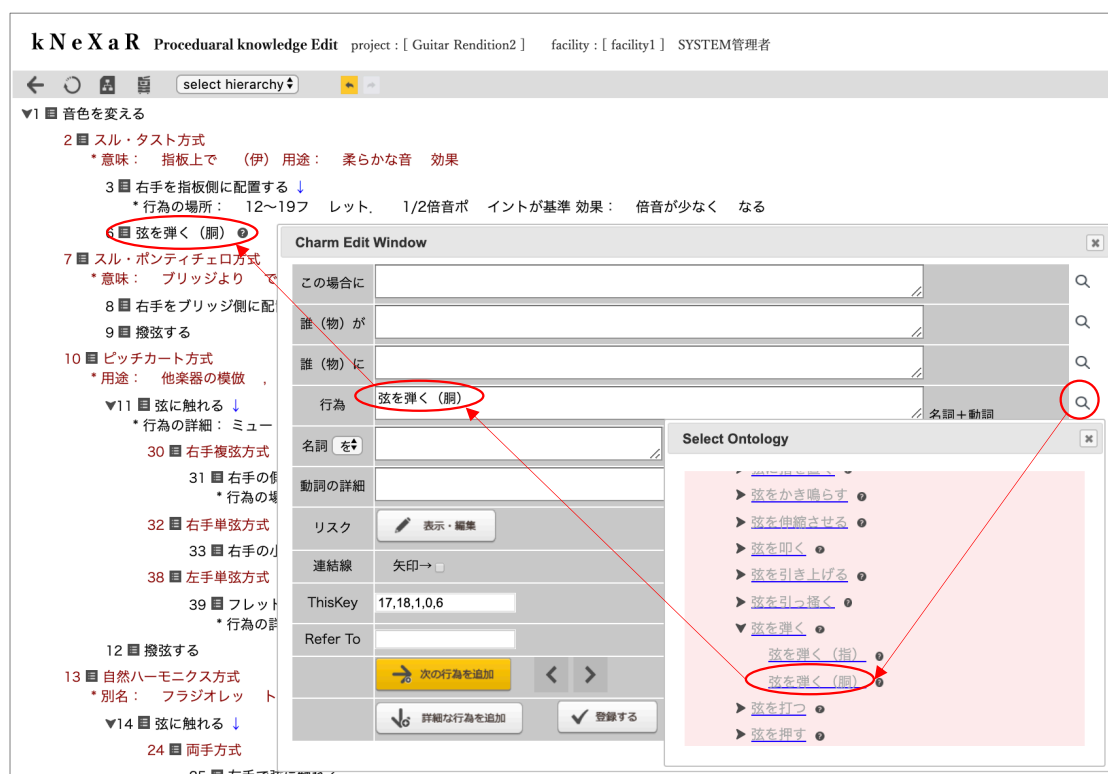 kNeXaR Proceduaral knowledge Edit project : [ Guitar Rendition2 ] facility : [ facility1 ] SYSTEM管理者
select hierarchy
▼1 音色を変える
2 スル・タスト方式
* 意味： 指板上で （伊） 用途： 柔らかな音 効果
3 右手を指板側に配置する ↓
* 行為の場所： 12〜19フ レット. 1/2倍音ポ イントが基準 効果： 倍音が少なく なる
6 弦を弾く（胴）
7 スル・ポンティチェロ方式
* 意味： ブリッジより で
8 右手をブリッジ側に配
9 撥弦する
10 ピッチカート方式
* 用途： 他楽器の模倣 ，
▼11 弦に触れる ↓
* 行為の詳細： ミュー
30 右手複弦方式
31 右手の
* 行為の場
32 右手単弦方式
33 右手の小
38 左手単弦方式
39 フレット
* 行為の詳
12 撥弦する
13 自然ハーモニクス方式
* 別名： フラジオレッ ト
▼14 弦に触れる ↓
24 両手方式
Charm Edit Window
この場合に
誰（物）が
誰（物）に
行為 弦を弾く（胴） 名詞＋動詞
名詞 を
動詞の詳細
リスク 表示・編集
連結線 矢印→
ThisKey 17,18,1,0,6
Refer To
次の行為を追加
詳細な行為を追加 登録する
Select Ontology
弦をかき鳴らす
弦を伸縮させる
弦を叩く
弦を引き上げる
弦を引っ掻く
弦を弾く
弦を弾く（指）
弦を弾く（胴）
弦を打つ
弦を押す